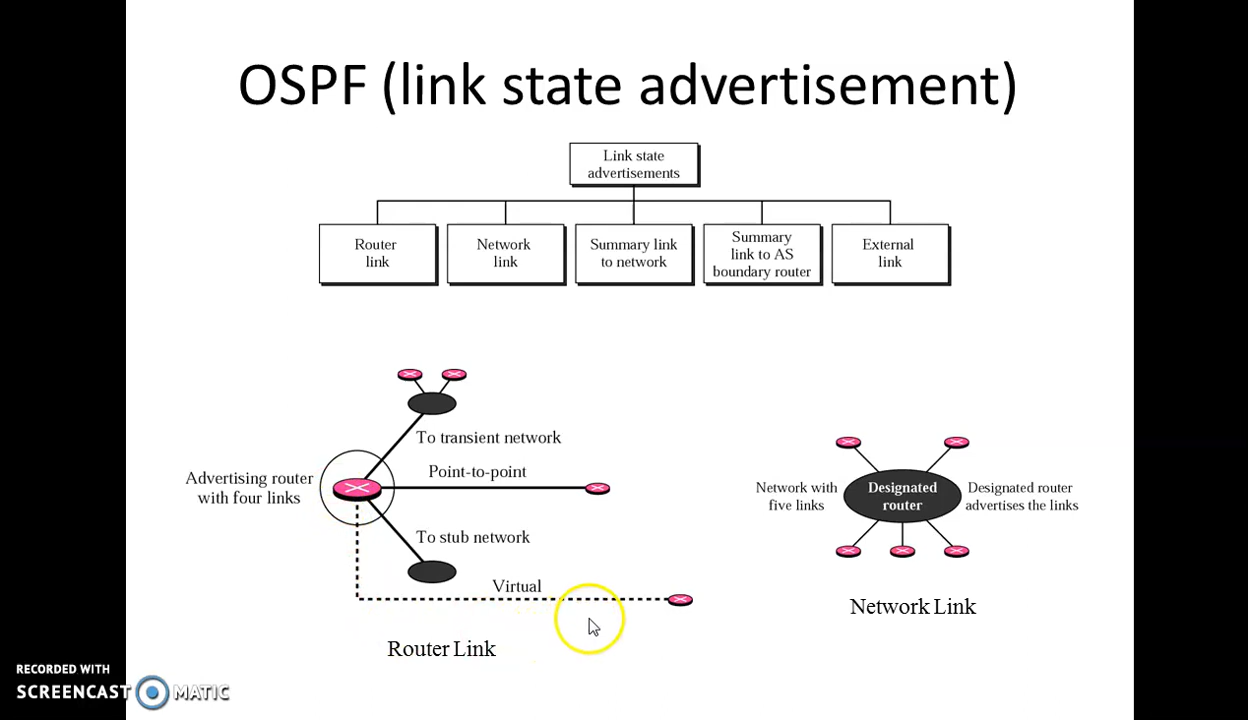 OSPF (link state advertisement)
Link state
advertisements
Router
link
Network
link
Summary link
to network
Summary
link to AS
boundary router
External
link
To transient network
Point-to-point
Advertising router
with four links
To stub network
Virtual
Router Link
Network with
five links
Designated
router
Designated router
advertises the links
Network Link
RECORDED WITH
SCREENCAST MATIC